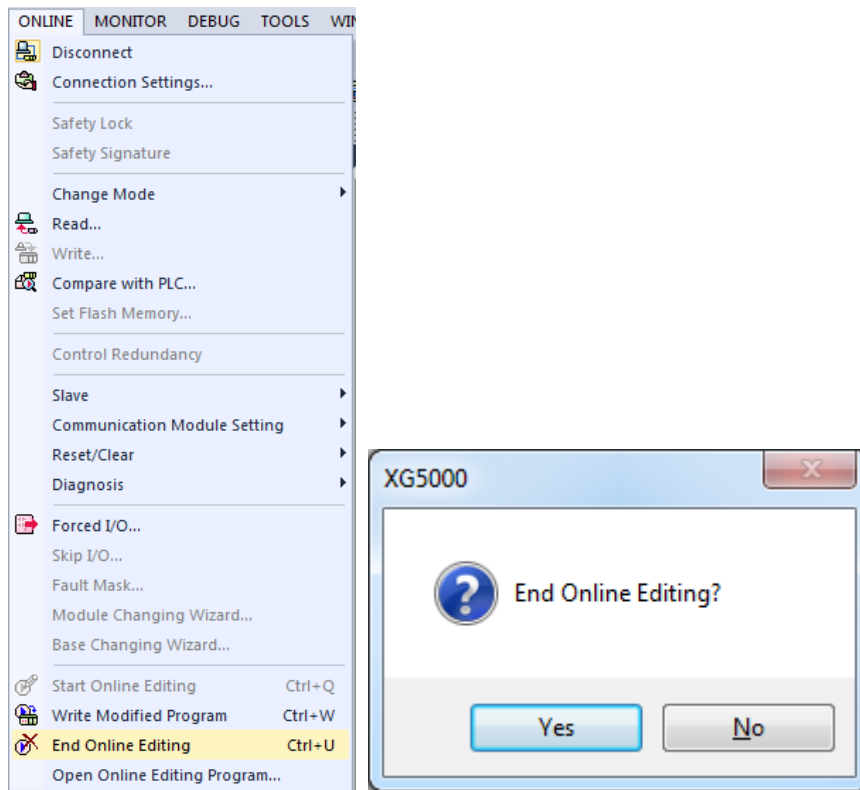 ONLINE MONITOR DEBUG TOOLS
Disconnect
Connection Settings...
Safety Lock
Safety Signature
Change Mode
Read...
Write...
Compare with PLC...
Set Flash Memory...
Control Redundancy
Slave
Communication Module Setting
Reset/Clear
Diagnosis
Forced I/O...
Skip I/O...
Fault Mask...
Module Changing Wizard...
Base Changing Wizard...
Start Online Editing Ctrl+Q
Write Modified Program Ctrl+W
End Online Editing Ctrl+U
Open Online Editing Program...
XG5000
End Online Editing?
Yes No